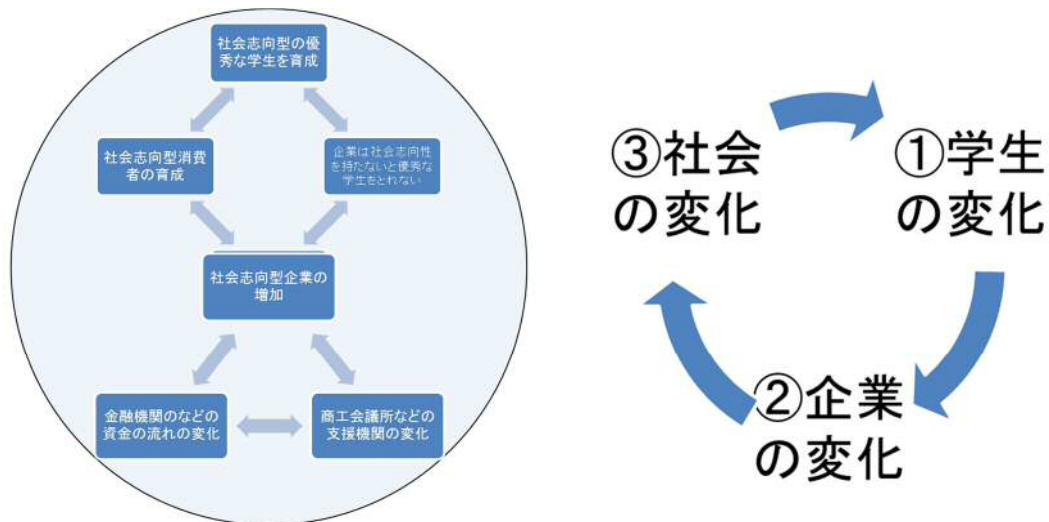 社会志向型の優
秀な学生を育成
社会志向型消費
者の育成
企業は社会志向性
を持たないと優秀な
学生をとれない
社会志向型企業の
増加
金融機関のなどの
資金の流れの変化
商工会議所などの
支援機関の変化
③社会
の変化
①学生
の変化
②企業
の変化